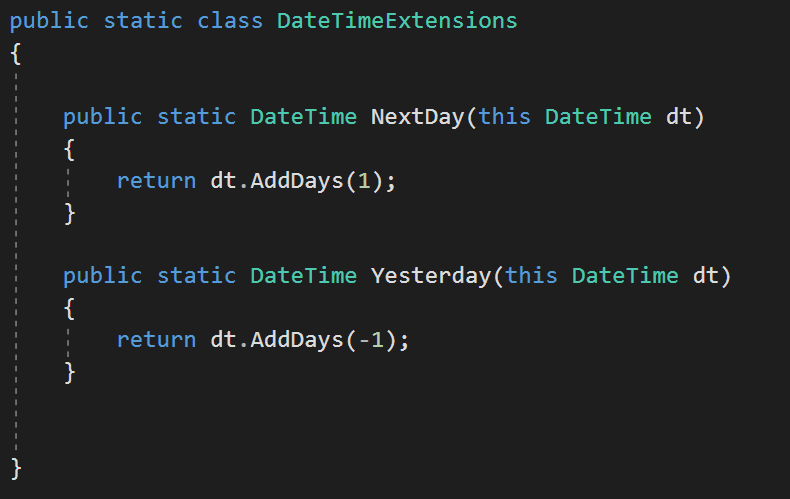 public static class DateTimeExtensions
{
public static DateTime NextDay(this DateTime dt)
{
return dt.AddDays(1);
}
public static DateTime Yesterday(this DateTime dt)
{
return dt.AddDays(-1);
}
}